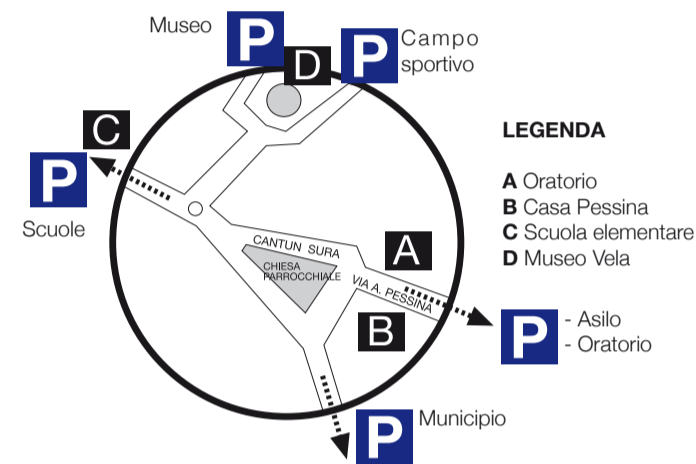 Museo
P
P
Campo
sportivo
D
C
P
Scuole
LEGENDA
A Oratorio
B Casa Pessina
C Scuola elementare
D Museo Vela
CANTUN SURA
CHIESA
PARROCCHIALE
A
VIA A. PESSINA
B
P
- Asilo
- Oratorio
P
Municipio